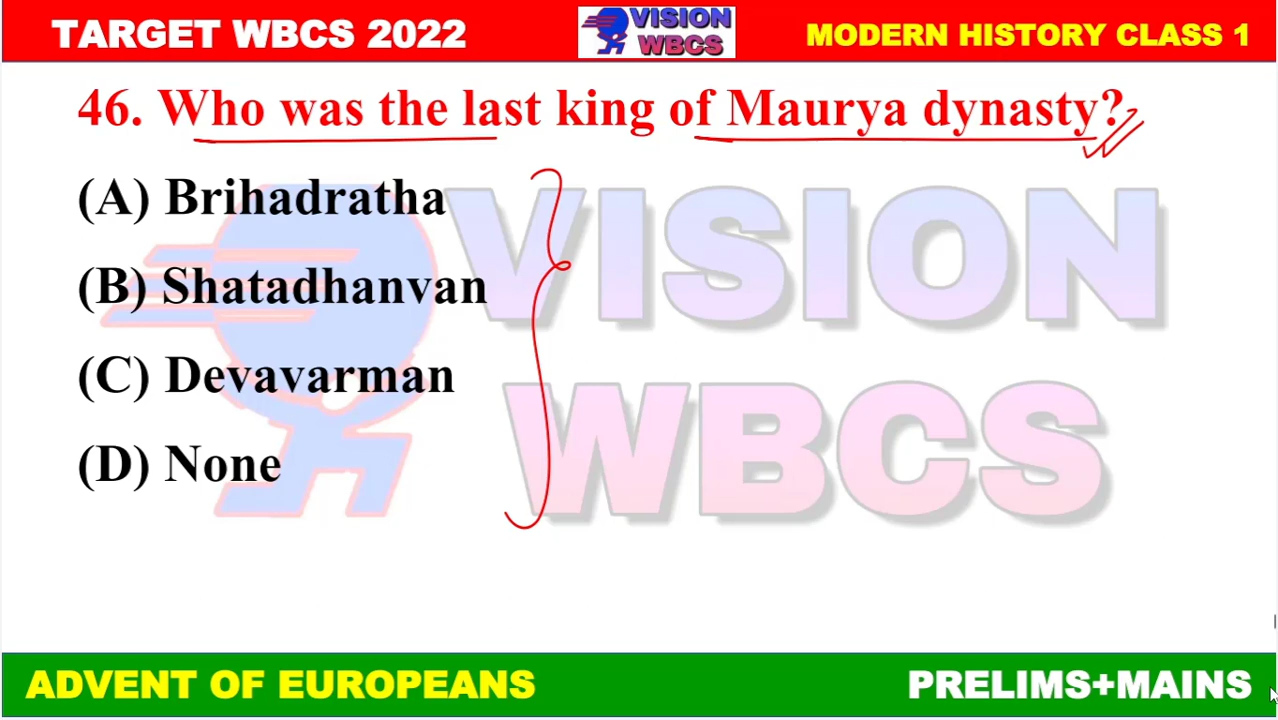 TARGET WBCS 2022
VISION
WBCS
MODERN HISTORY CLASS 1
46. Who was the last king of Maurya dynasty?
(A) Brihadratha
(B) Shatadhanvan
(C) Devavarman
(D) None
VISION
WBCS
ADVENT OF EUROPEANS
PRELIMS+MAINS